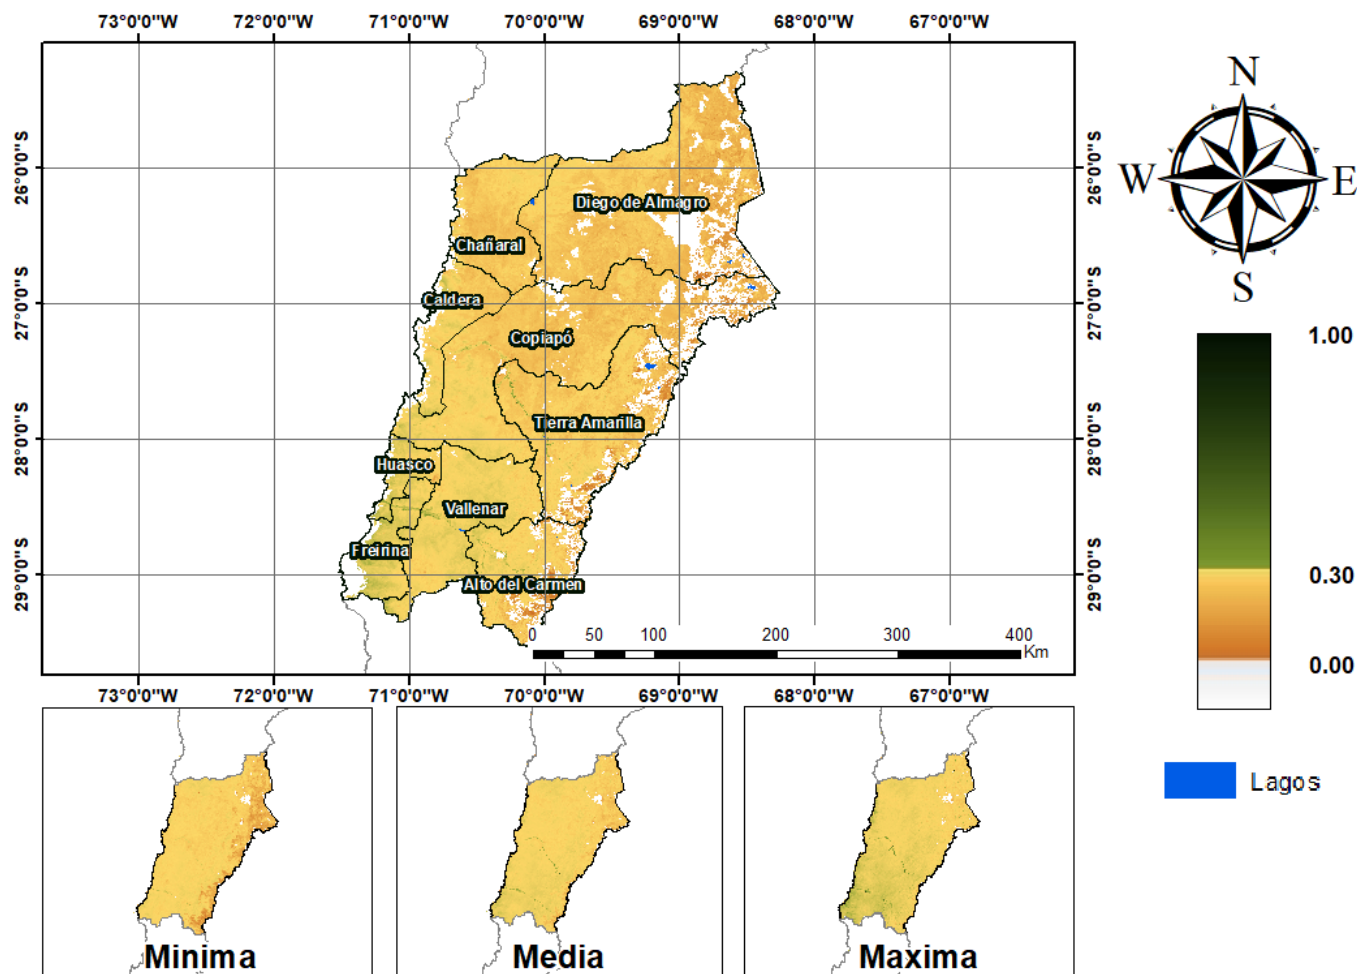 73°0'0"W 72°0'0"W 71°0'0"W 70°0'0"W 69°0'0"W 68°0'0"W 67°0'0"W
N
W E
S
26°0'0"S 26°0'0"S
Diego de Almagro
Chañaral
Caldera
27°0'0"S 27°0'0"S
Copiapó
1.00
Tierra Amarilla
28°0'0"S 28°0'0"S
Huasco
Vallenar
Freirina
0.30
29°0'0"S 29°0'0"S
Alto del Carmen
0 50 100 200 300 400
Km
0.00
73°0'0"W 72°0'0"W 71°0'0"W 70°0'0"W 69°0'0"W 68°0'0"W 67°0'0"W
Lagos
Minima Media Maxima